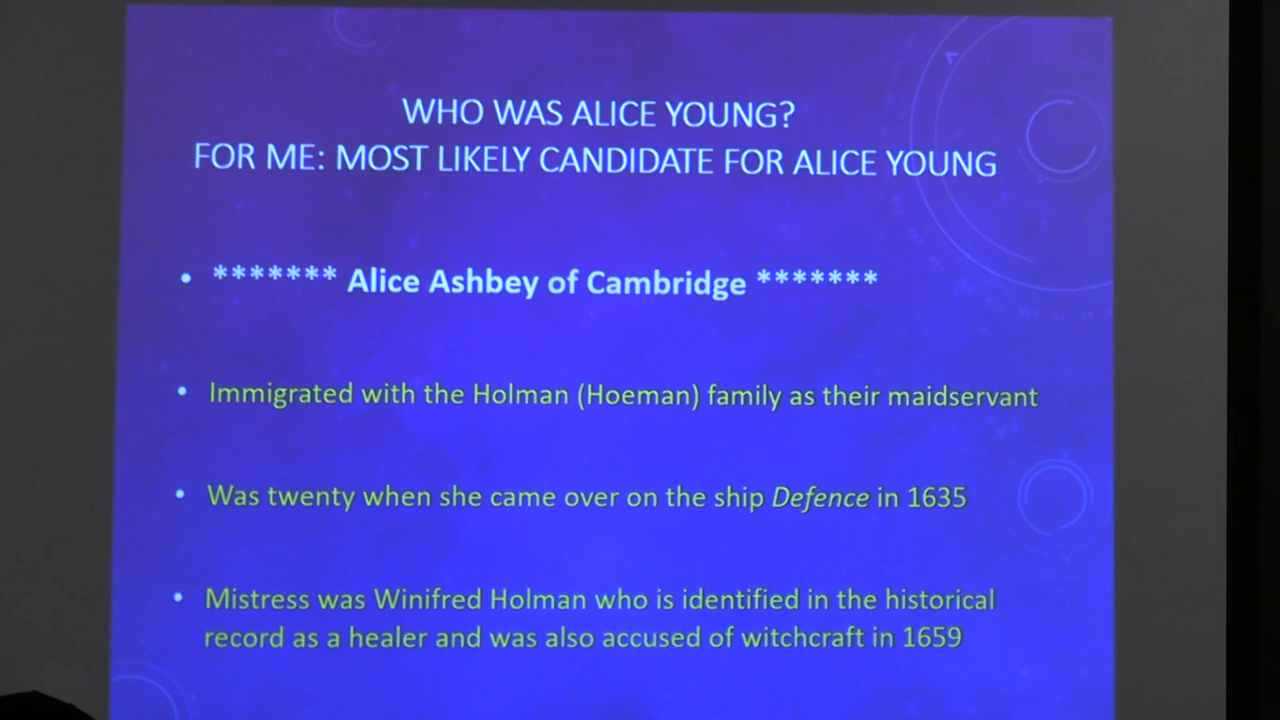 WHO WAS ALICE YOUNG?
FOR ME: MOST LIKELY CANDIDATE FOR ALICE YOUNG
• ******* Alice Ashbey of Cambridge *******
• Immigrated with the Holman (Hoeman) family as their maidservant
• Was twenty when she came over on the ship Defence in 1635
• Mistress was Winifred Holman who is identified in the historical
record as a healer and was also accused of witchcraft in 1659